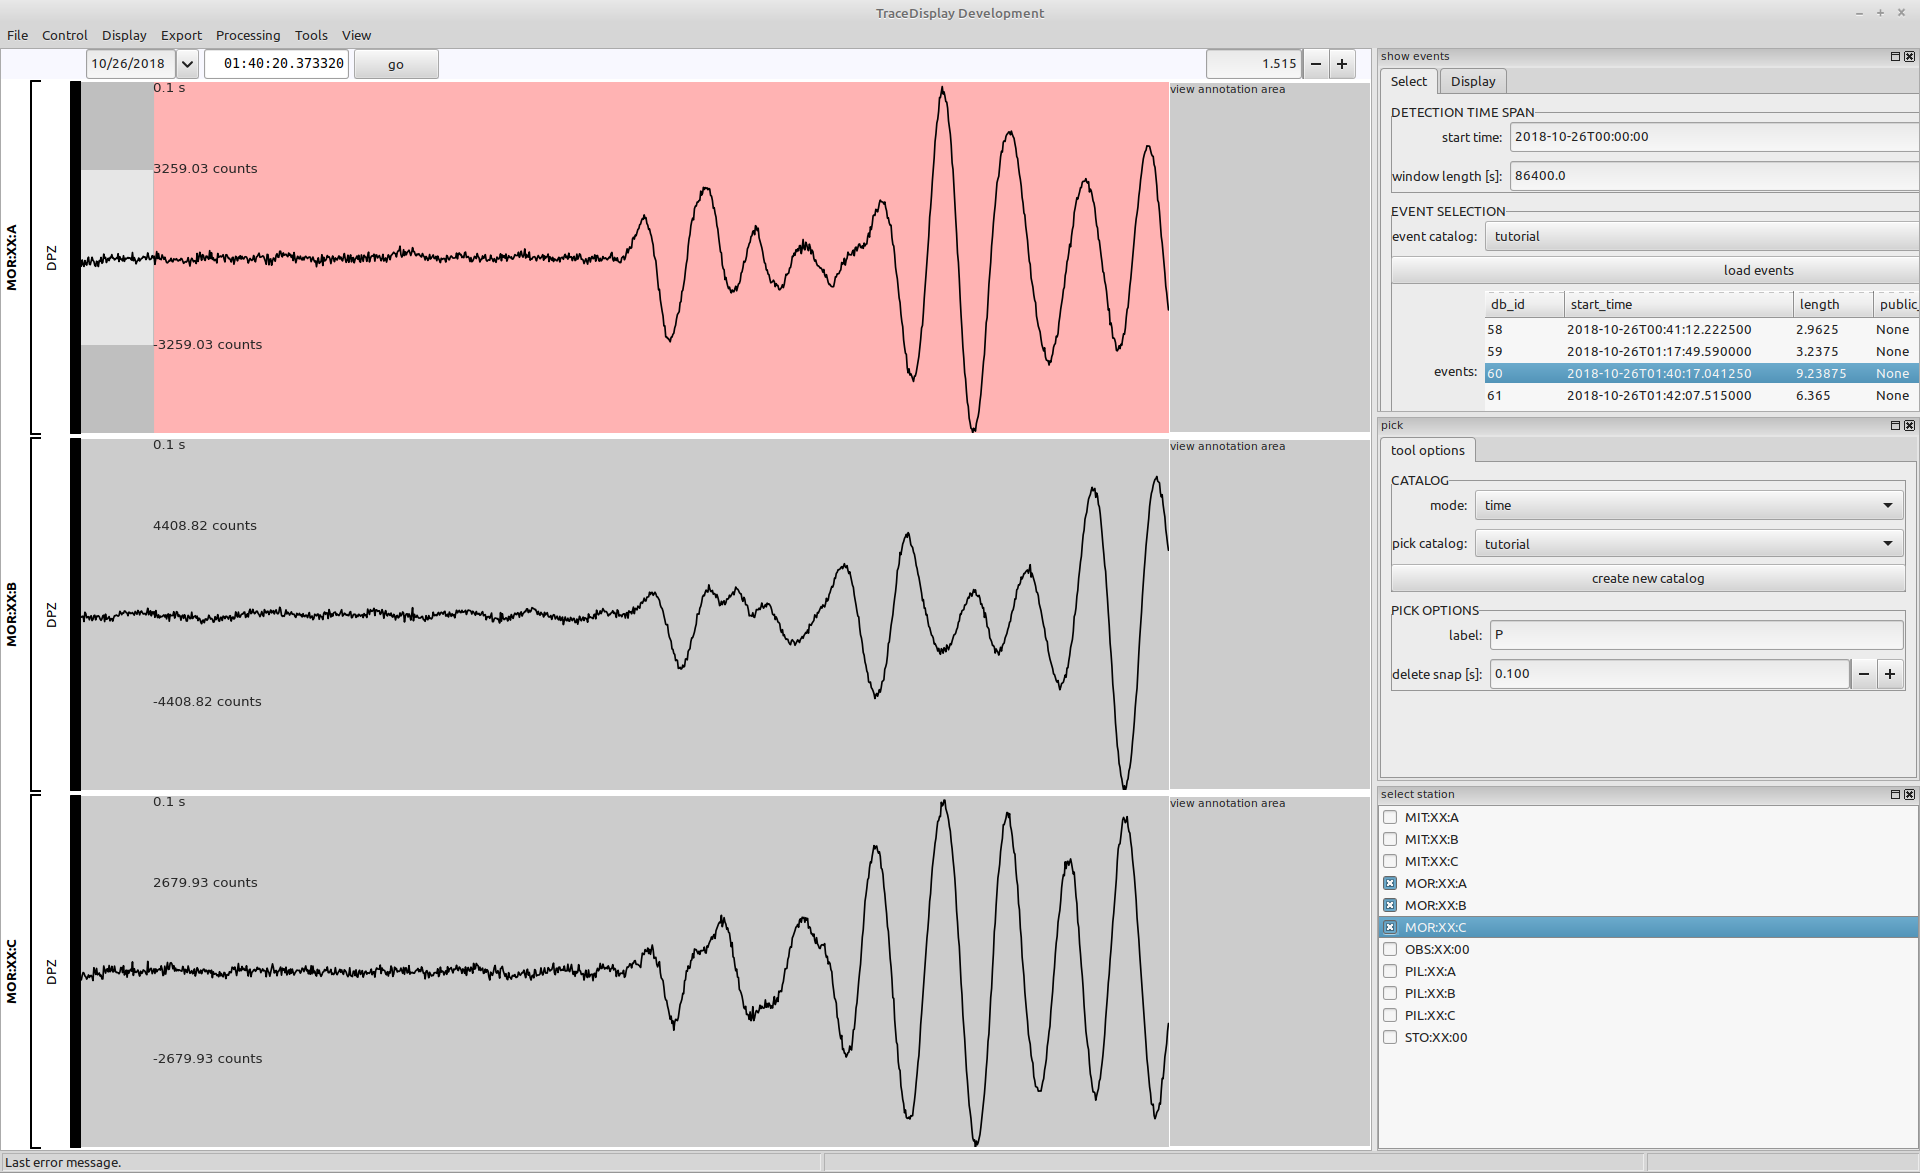 TraceDisplay Development
File Control Display Export Processing Tools View
10/26/2018 01:40:20.373320 go 1.515
MOR:XX:A
DPZ
0.1 s
3259.03 counts
-3259.03 counts
view annotation area
MOR:XX:B
DPZ
0.1 s
4408.82 counts
-4408.82 counts
view annotation area
MOR:XX:C
DPZ
0.1 s
2679.93 counts
-2679.93 counts
view annotation area
show events
Select Display
DETECTION TIME SPAN
start time: 2018-10-26T00:00:00
window length [s]: 86400.0
EVENT SELECTION
event catalog: tutorial
load events
events:
db_id start_time length public_
58 2018-10-26T00:41:12.222500 2.9625 None
59 2018-10-26T01:17:49.590000 3.2375 None
60 2018-10-26T01:40:17.041250 9.23875 None
61 2018-10-26T01:42:07.515000 6.365 None
pick
tool options
CATALOG
mode: time
pick catalog: tutorial
create new catalog
PICK OPTIONS
label: P
delete snap [s]: 0.100
select station
MIT:XX:A
MIT:XX:B
MIT:XX:C
MOR:XX:A
MOR:XX:B
MOR:XX:C
OBS:XX:00
PIL:XX:A
PIL:XX:B
PIL:XX:C
STO:XX:00
Last error message.